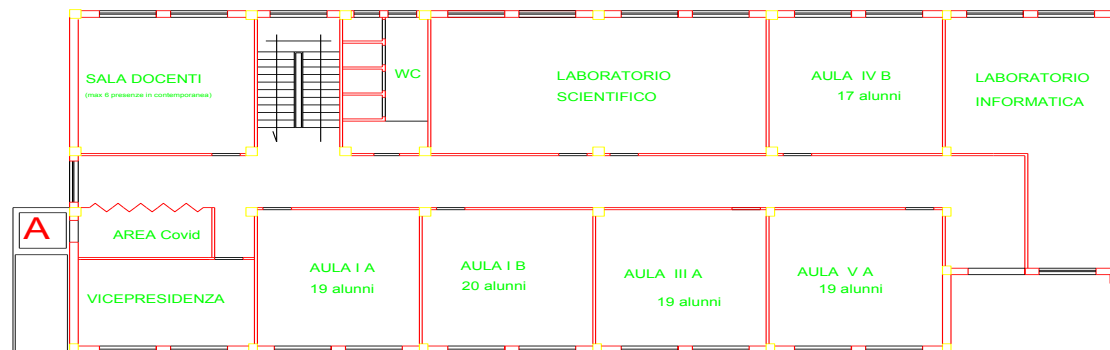 SALA DOCENTI
(max 6 presenze in contemporanea)
WC
LABORATORIO
SCIENTIFICO
AULA IV B
17 alunni
LABORATORIO
INFORMATICA
A
AREA Covid
VICEPRESIDENZA
AULA I A
19 alunni
AULA I B
20 alunni
AULA III A
19 alunni
AULA V A
19 alunni